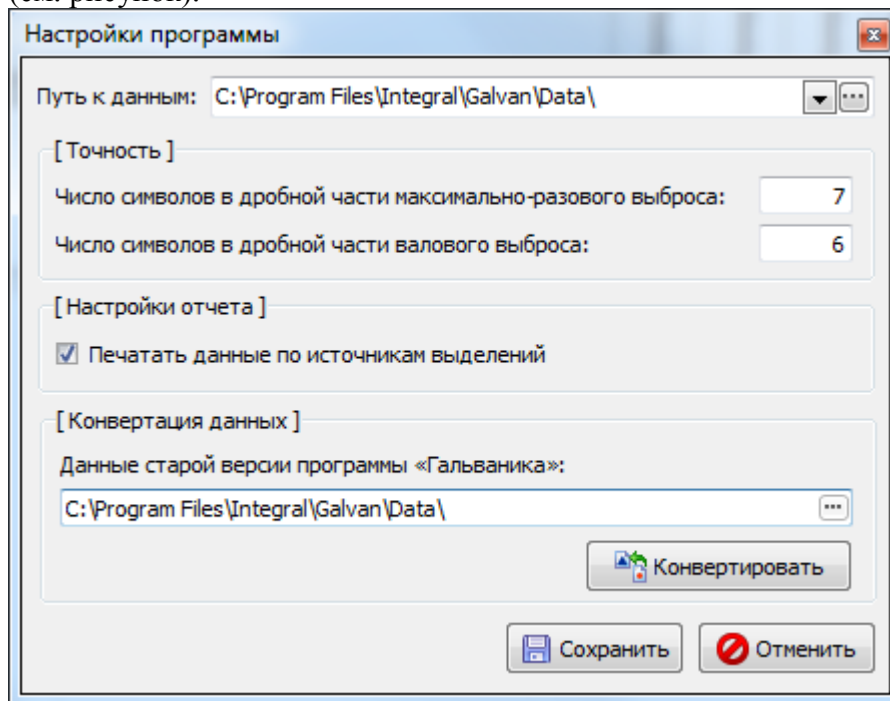 (см. рисунок).
Настройки программы
Путь к данным: C:\Program Files\Integral\Galvan\Data\
[ Точность ]
Число символов в дробной части максимально-разового выброса: 7
Число символов в дробной части валового выброса: 6
[ Настройки отчета ]
Печатать данные по источникам выделений
[ Конвертация данных ]
Данные старой версии программы «Гальваника»:
C:\Program Files\Integral\Galvan\Data\
Конвертировать
Сохранить Отменить